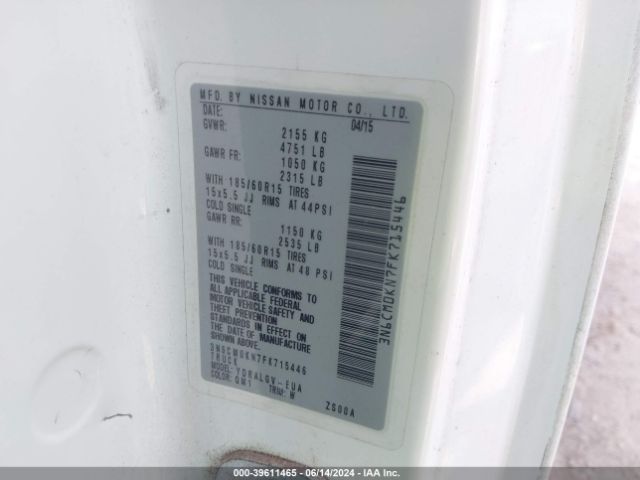 MFD. BY NISSAN MOTOR CO., LTD.
DATE: 04/15
GVWR: 2155 KG
4751 LB
GAWR FR: 1050 KG
2315 LB
WITH 185/60R15 TIRES
15x5.5 JJ RIMS AT 44PSI
COLD SINGLE
GAWR RR: 1150 KG
2535 LB
WITH 185/60R15 TIRES
15x5.5 JJ RIMS AT 48 PSI
COLD SINGLE
THIS VEHICLE CONFORMS TO
ALL APPLICABLE FEDERAL
MOTOR VEHICLE SAFETY AND
THEFT PREVENTION
STANDARDS IN EFFECT ON
THE DATE OF MANUFACTURE
SHOWN ABOVE.
3N6CM0KN7FK715446
TRUCK
MODEL: YDRALGV-EUA
COLOR: QM1 TRIM: W
ZS00A
3N6CM0KN7FK715446
000-39611465 - 06/14/2024 - IAA Inc.